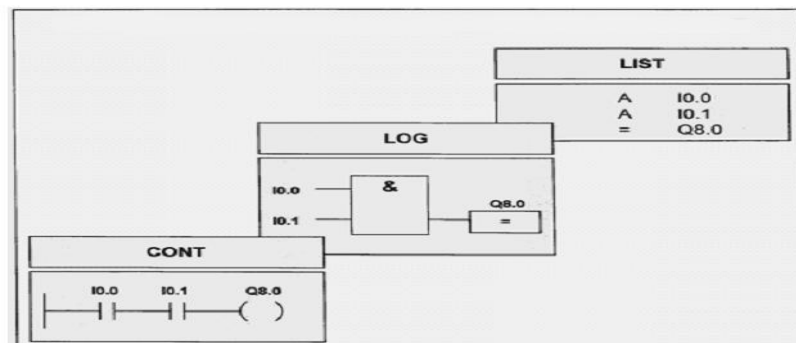 LIST
A I0.0
A I0.1
= Q8.0
LOG
&
I0.0
I0.1
Q8.0
=
CONT
I0.0 I0.1 Q8.0